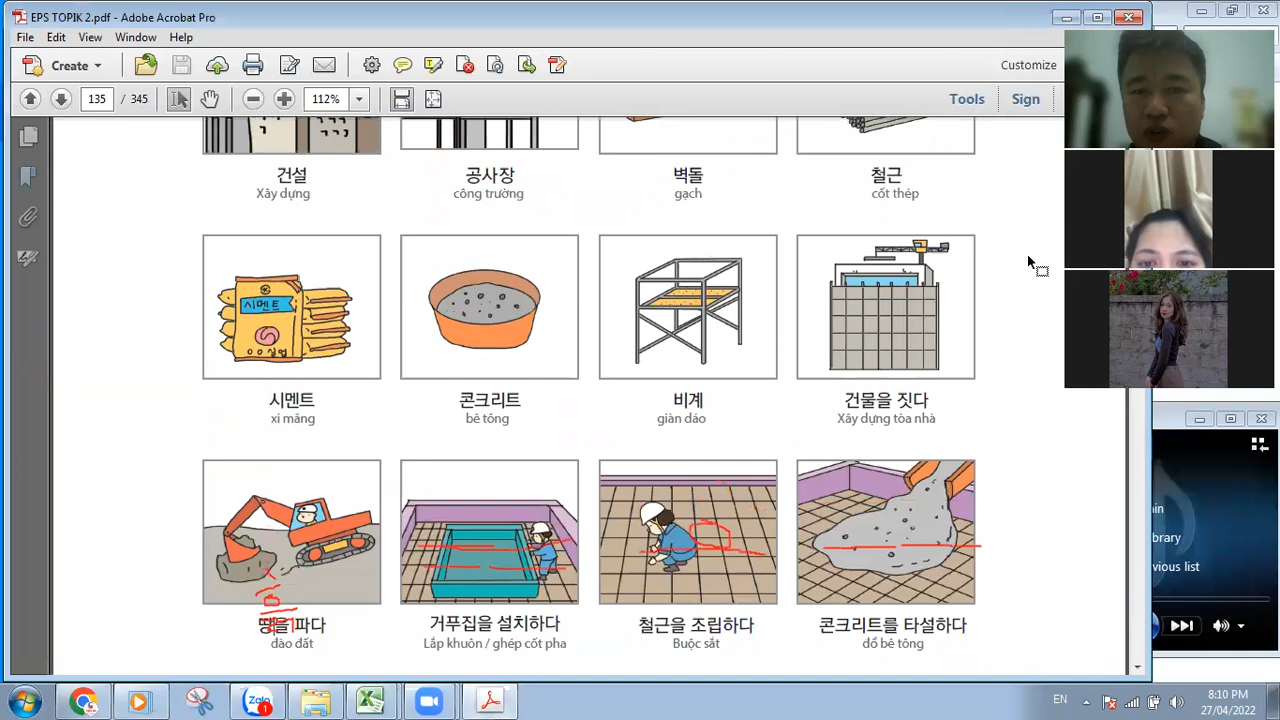 EPS TOPIK 2.pdf - Adobe Acrobat Pro
File Edit View Window Help
Create
Customize
135 / 345
112%
Tools Sign
건설 공사장 벽돌 철근
Xây dựng công trường gạch cốt thép
시멘트
시멘트 콘크리트 비계 건물을 짓다
xi măng bê tông giàn dáo Xây dựng tòa nhà
땅을 파다 거푸집을 설치하다 철근을 조립하다 콘크리트를 타설하다
dào dất Lắp khuôn / ghép cốt pha Buộc sắt đổ bê tông
vious list
Zalo
1
EN
8:10 PM
27/04/2022